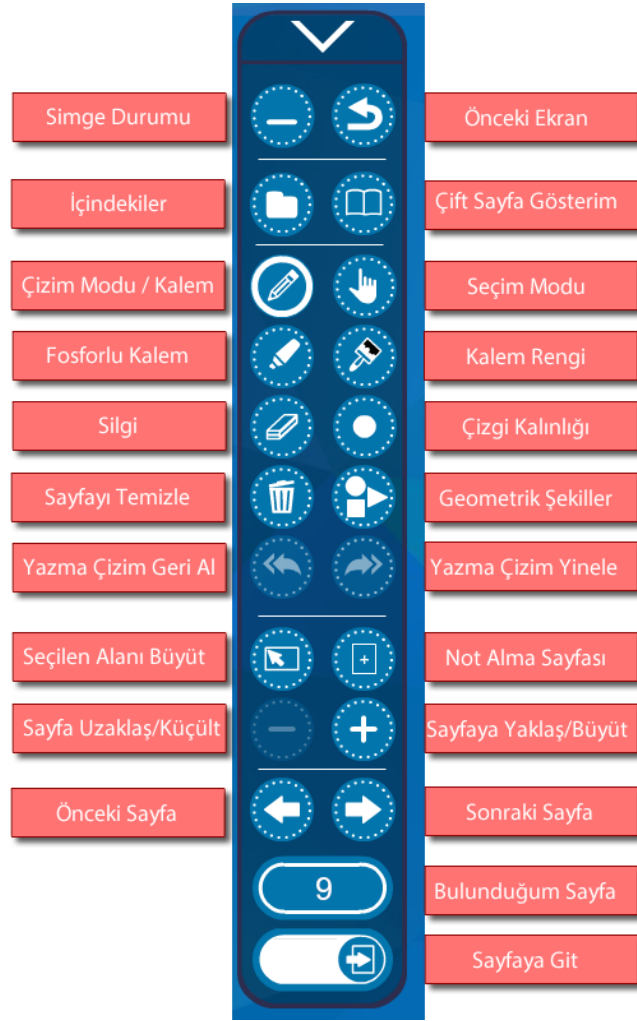 Simge Durumu
Önceki Ekran
İçindekiler
Çift Sayfa Gösterim
Çizim Modu / Kalem
Seçim Modu
Fosforlu Kalem
Kalem Rengi
Silgi
Çizgi Kalınlığı
Sayfayı Temizle
Geometrik Şekiller
Yazma Çizim Geri Al
Yazma Çizim Yinele
Seçilen Alanı Büyüt
Not Alma Sayfası
Sayfa Uzaklaş/Küçült
Sayfaya Yaklaş/Büyüt
Önceki Sayfa
Sonraki Sayfa
9
Bulunduğum Sayfa
Sayfaya Git